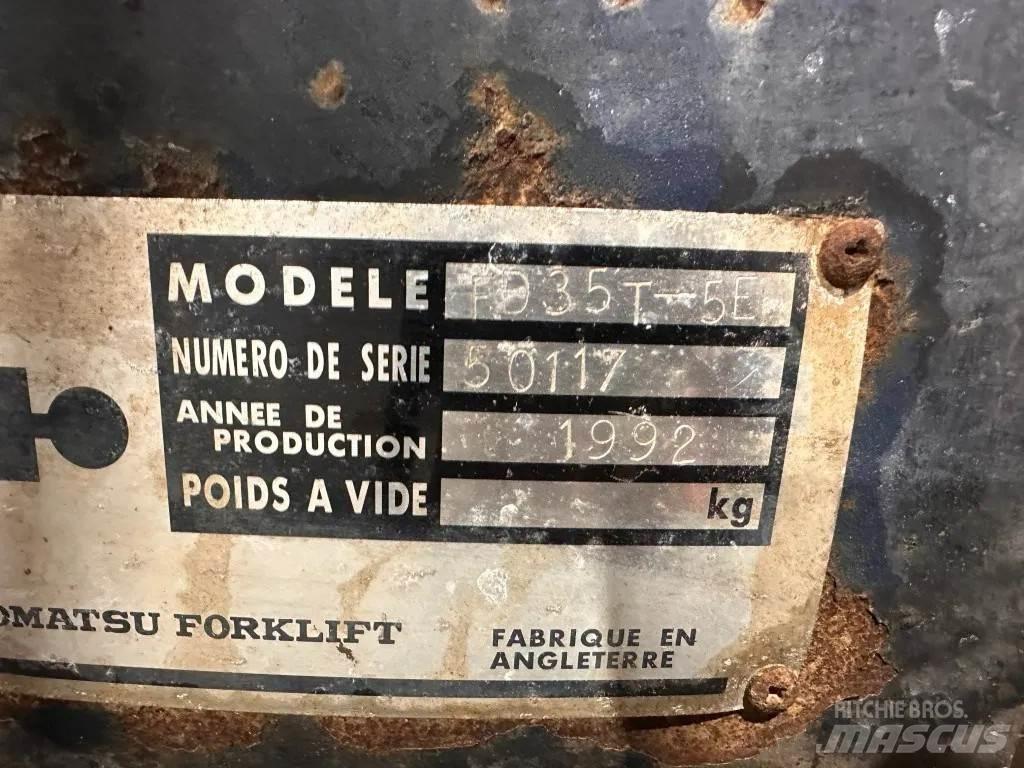 MODELE FD35T-5E
NUMERO DE SERIE 50117
ANNEE DE
PRODUCTION 1992
POIDS A VIDE kg
OMATSU FORKLIFT
FABRIQUE EN
ANGLETERRE
RITCHIE BROS.
MASCUS